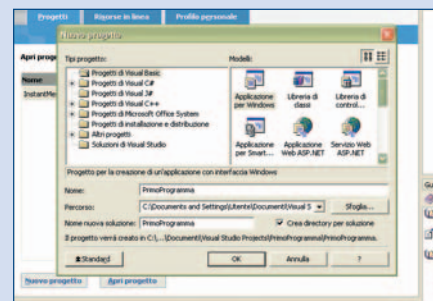 Progetti Risorse in linea Profilo personale
Nuovo progetto
Apri prog
Tipi progetto: Modelli:
Nome
InstantMe
Progetti di Visual Basic
Progetti di Visual C#
Progetti di Visual J#
Progetti di Visual C++
Progetti di Microsoft Office System
Progetti di installazione e distribuzione
Altri progetti
Soluzioni di Visual Studio
Applicazione per Windows
Libreria di classi
Libreria di control...
Applicazione per Smart...
Applicazione Web ASP.NET
Servizio Web ASP.NET
Progetto per la creazione di un'applicazione con interfaccia Windows
Nome: PrimoProgramma
Percorso: C:\Documents and Settings\Utente\Documenti\Visual S Sfoglia...
Nome nuova soluzione: PrimoProgramma Crea directory per soluzione
Il progetto verrà creato in C:\...\Documenti\Visual Studio Projects\PrimoProgramma\PrimoProgramma.
Standard OK Annulla ?
Nuovo progetto Apri progetto